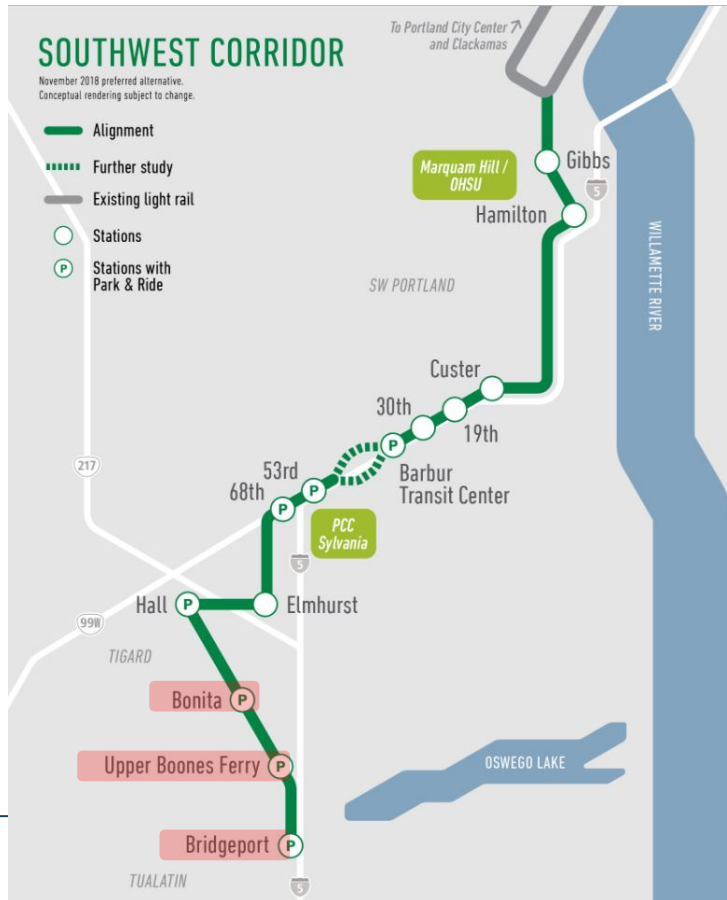 To Portland City Center ↗
and Clackamas
SOUTHWEST CORRIDOR
November 2018 preferred alternative.
Conceptual rendering subject to change.
Alignment
Further study
Existing light rail
Stations
P
Stations with
Park & Ride
Marquam Hill /
OHSU
Gibbs
5
Hamilton
WILLAMETTE RIVER
SW PORTLAND
Custer
30th
19th
P
Barbur
Transit Center
217
53rd
P
68th
P
PCC
Sylvania
5
Hall
P
Elmhurst
99W
TIGARD
Bonita
P
Upper Boones Ferry
P
OSWEGO LAKE
Bridgeport
P
TUALATIN
5